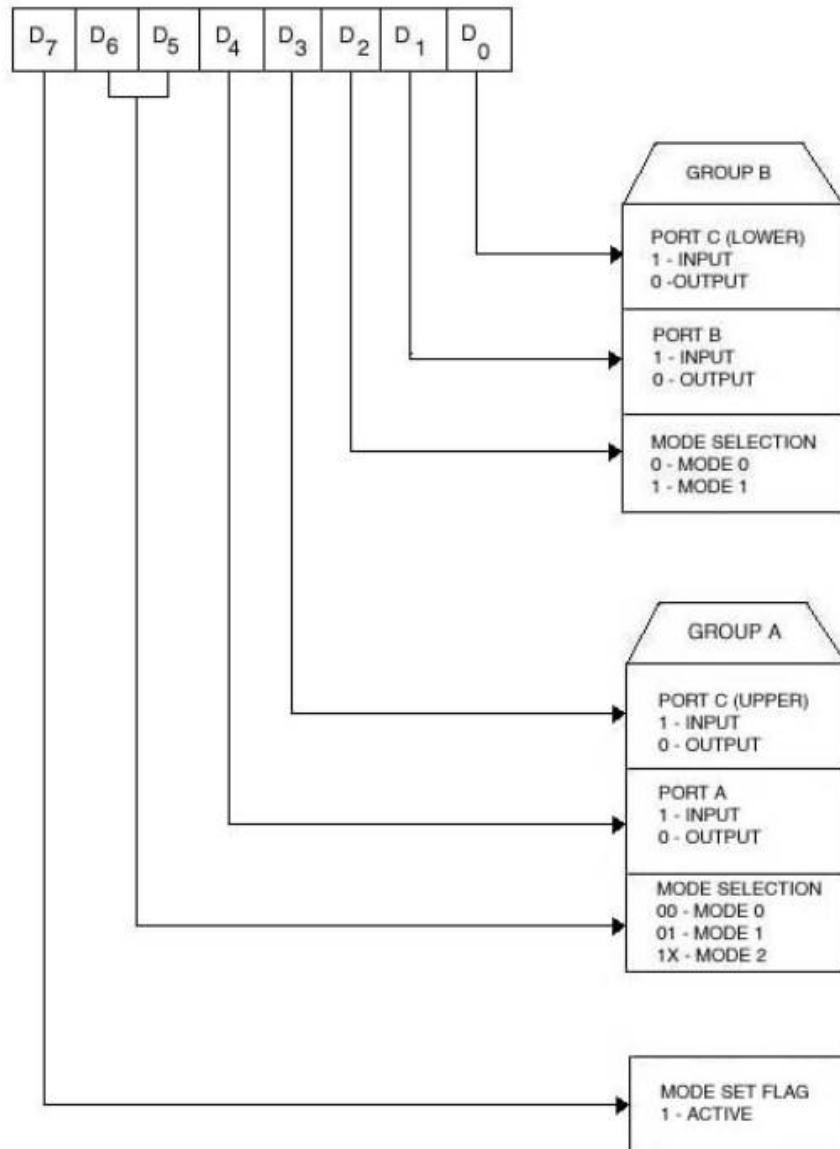 D7 D6 D5 D4 D3 D2 D1 D0
GROUP B
PORT C (LOWER)
1 - INPUT
0 -OUTPUT
PORT B
1 - INPUT
0 - OUTPUT
MODE SELECTION
0 - MODE 0
1 - MODE 1
GROUP A
PORT C (UPPER)
1 - INPUT
0 - OUTPUT
PORT A
1 - INPUT
0 - OUTPUT
MODE SELECTION
00 - MODE 0
01 - MODE 1
1X - MODE 2
MODE SET FLAG
1 - ACTIVE